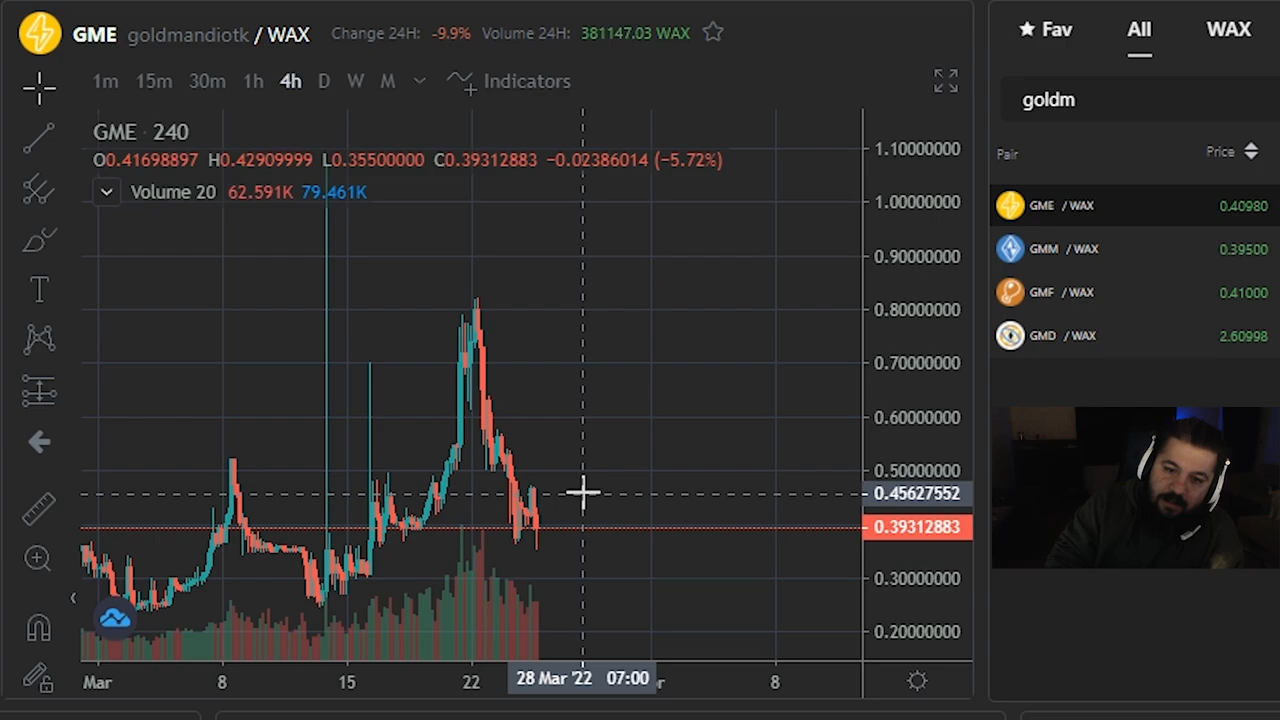 GME goldmandiotk / WAX Change 24H: -9.9% Volume 24H: 381147.03 WAX
1m 15m 30m 1h 4h D W M Indicators
GME · 240
O0.41698897 H0.42909999 L0.35500000 C0.39312883 −0.02386014 (−5.72%)
Volume 20 62.591K 79.461K
1.10000000
1.00000000
0.90000000
0.80000000
0.70000000
0.60000000
0.50000000
0.45627552
0.39312883
0.30000000
0.20000000
Mar 8 15 22 28 Mar '22 07:00 r 8
Fav All WAX
goldm
Pair Price
GME / WAX 0.40980
GMM / WAX 0.39500
GMF / WAX 0.41000
GMD / WAX 2.60998